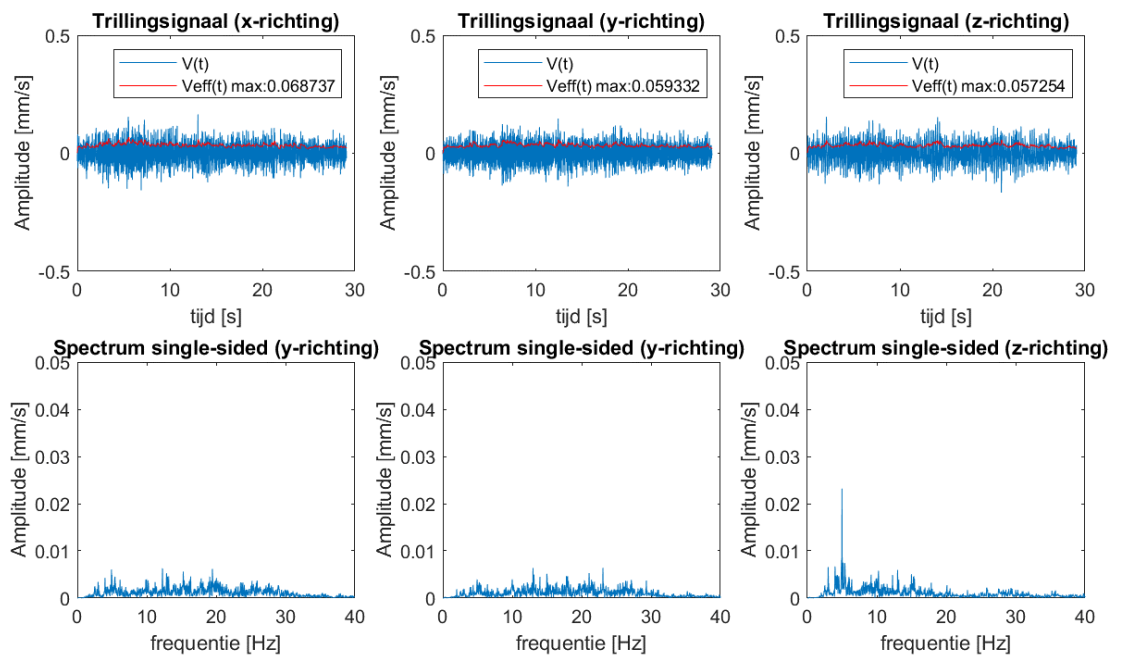 Trillingsignaal (x-richting)
0.5
0
-0.5
Amplitude [mm/s]
V(t)
Veff(t) max:0.068737
0 10 20 30
tijd [s]
Trillingsignaal (y-richting)
0.5
0
-0.5
Amplitude [mm/s]
V(t)
Veff(t) max:0.059332
0 10 20 30
tijd [s]
Trillingsignaal (z-richting)
0.5
0
-0.5
Amplitude [mm/s]
V(t)
Veff(t) max:0.057254
0 10 20 30
tijd [s]
Spectrum single-sided (y-richting)
0.05
0.04
0.03
0.02
0.01
0
Amplitude [mm/s]
0 10 20 30 40
frequentie [Hz]
Spectrum single-sided (y-richting)
0.05
0.04
0.03
0.02
0.01
0
Amplitude [mm/s]
0 10 20 30 40
frequentie [Hz]
Spectrum single-sided (z-richting)
0.05
0.04
0.03
0.02
0.01
0
Amplitude [mm/s]
0 10 20 30 40
frequentie [Hz]